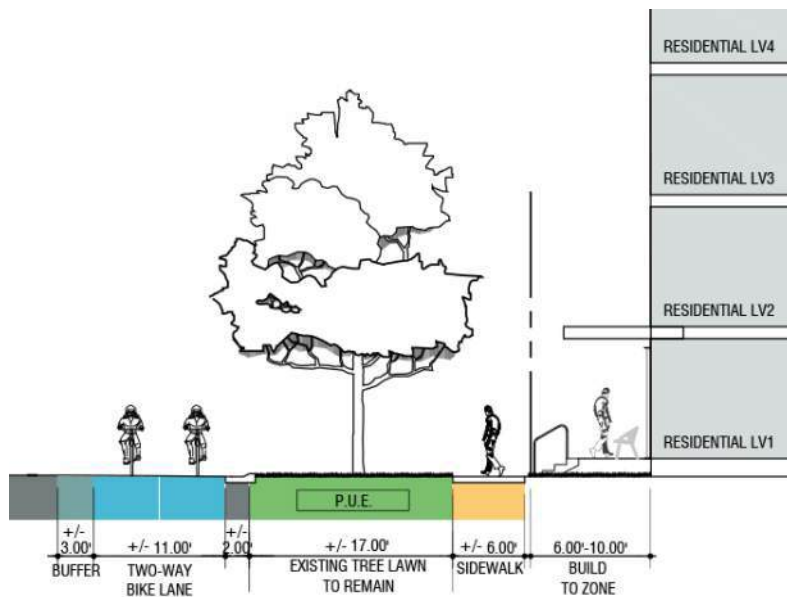 RESIDENTIAL LV4
RESIDENTIAL LV3
RESIDENTIAL LV2
RESIDENTIAL LV1
P.U.E.
+/-
3.00'
BUFFER
+/- 11.00'
TWO-WAY
BIKE LANE
+/-
2.00'
+/- 17.00'
EXISTING TREE LAWN
TO REMAIN
+/- 6.00'
SIDEWALK
6.00'-10.00'
BUILD
TO ZONE